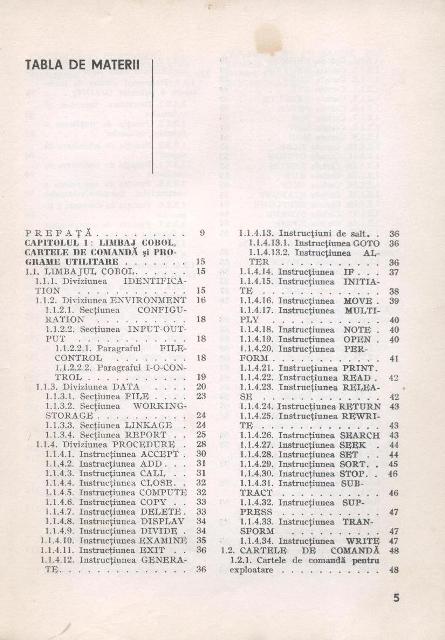 TABLA DE MATERII
PREFAȚĂ . . . . . . . . . . 9
CAPITOLUL I : LIMBAJ COBOL,
CARTELE DE COMANDĂ și PRO-
GRAME UTILITARE . . . . . . . 15
1.1. LIMBAJUL COBOL. . . . . . 15
1.1.1. Diviziunea IDENTIFICA-
TION . . . . . . . . . . 15
1.1.2. Diviziunea ENVIRONMENT 16
1.1.2.1. Secțiunea CONFIGU-
RATION . . . . . . . . . 18
1.1.2.2. Secțiunea INPUT-OUT-
PUT . . . . . . . . . . 18
1.1.2.2.1. Paragraful FILE-
CONTROL . . . . . . . . 18
1.1.2.2.2. Paragraful I-O-CON-
TROL . . . . . . . . . . 19
1.1.3. Diviziunea DATA . . . . 20
1.1.3.1. Secțiunea FILE . . . . 23
1.1.3.2. Secțiunea WORKING-
STORAGE . . . . . . . . . 24
1.1.3.3. Secțiunea LINKAGE . . 24
1.1.3.4. Secțiunea REPORT . . 25
1.1.4. Diviziunea PROCEDURE . 28
1.1.4.1. Instrucțiunea ACCEPT . 30
1.1.4.2. Instrucțiunea ADD . . . 31
1.1.4.3. Instrucțiunea CALL . . 31
1.1.4.4. Instrucțiunea CLOSE. . 32
1.1.4.5. Instrucțiunea COMPUTE 32
1.1.4.6. Instrucțiunea COPY . . 33
1.1.4.7. Instrucțiunea DELETE . 33
1.1.4.8. Instrucțiunea DISPLAY 34
1.1.4.9. Instrucțiunea DIVIDE . 34
1.1.4.10. Instrucțiunea EXAMINE 35
1.1.4.11. Instrucțiunea EXIT . . 36
1.1.4.12. Instrucțiunea GENERA-
TE. . . . . . . . . . . . 36
1.1.4.13. Instrucțiuni de salt. . 36
1.1.4.13.1. Instrucțiunea GOTO 36
1.1.4.13.2. Instrucțiunea AL-
TER . . . . . . . . . . 36
1.1.4.14. Instrucțiunea IF . . . 37
1.1.4.15. Instrucțiunea INITIA-
TE . . . . . . . . . . . 38
1.1.4.16. Instrucțiunea MOVE . 39
1.1.4.17. Instrucțiunea MULTI-
PLY . . . . . . . . . . 40
1.1.4.18. Instrucțiunea NOTE . 40
1.1.4.19. Instrucțiunea OPEN . 40
1.1.4.20. Instrucțiunea PER-
FORM . . . . . . . . . . 41
1.1.4.21. Instrucțiunea PRINT.
1.1.4.22. Instrucțiunea READ . 42
1.1.4.23. Instrucțiunea RELEA-
SE . . . . . . . . . . . 42
1.1.4.24. Instrucțiunea RETURN 43
1.1.4.25. Instrucțiunea REWRI-
TE . . . . . . . . . . . 43
1.1.4.26. Instrucțiunea SEARCH 43
1.1.4.27. Instrucțiunea SEEK . 44
1.1.4.28. Instrucțiunea SET . . 44
1.1.4.29. Instrucțiunea SORT. . 45
1.1.4.30. Instrucțiunea STOP. . 46
1.1.4.31. Instrucțiunea SUB-
TRACT . . . . . . . . . 46
1.1.4.32. Instrucțiunea SUP-
PRESS . . . . . . . . . 47
1.1.4.33. Instrucțiunea TRAN-
SFORM . . . . . . . . . 47
1.1.4.34. Instrucțiunea WRITE 47
1.2. CARTELE DE COMANDĂ 48
1.2.1. Cartele de comandă pentru
exploatare . . . . . . . . . 48
5